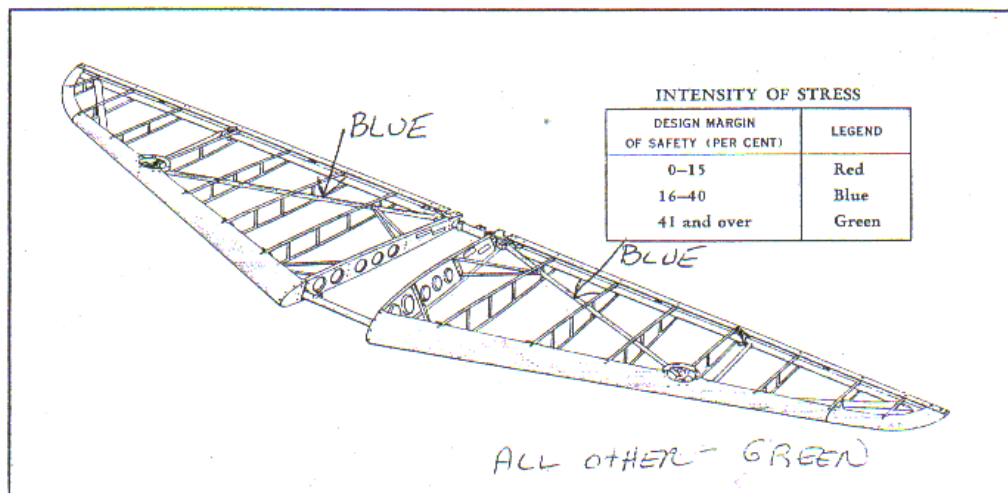 BLUE
INTENSITY OF STRESS
DESIGN MARGIN
OF SAFETY (PER CENT)
LEGEND
0–15 Red
16–40 Blue
41 and over Green
BLUE
ALL OTHER - GREEN